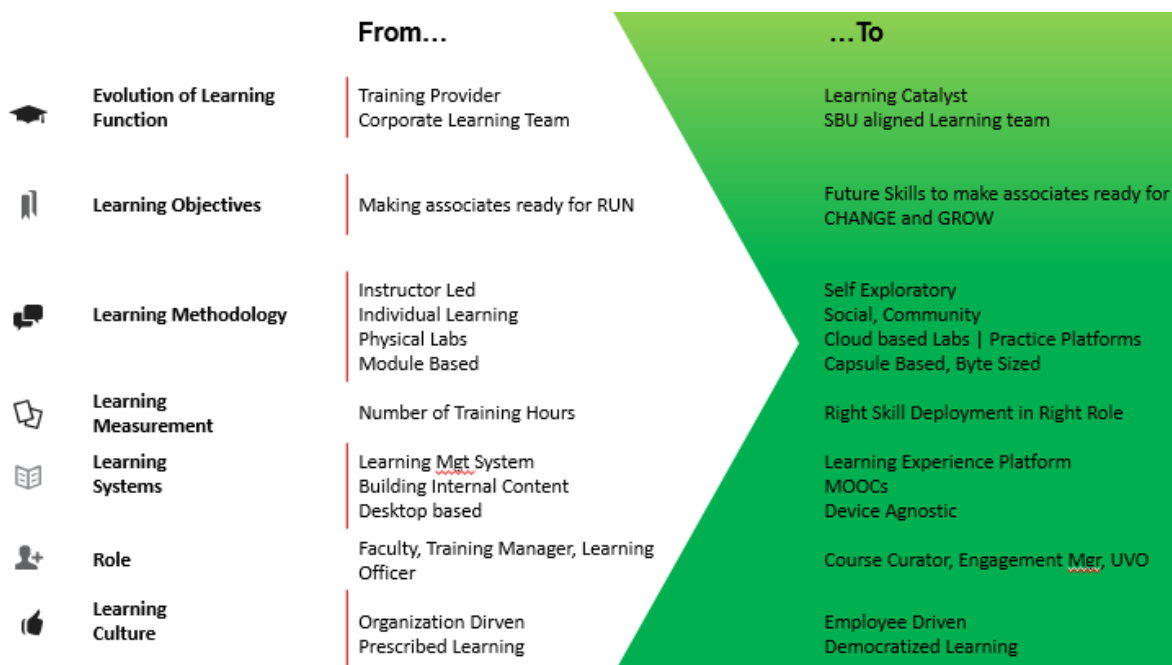 From...
...To
Evolution of Learning
Function
Training Provider
Corporate Learning Team
Learning Catalyst
SBU aligned Learning team
Learning Objectives
Making associates ready for RUN
Future Skills to make associates ready for
CHANGE and GROW
Learning Methodology
Instructor Led
Individual Learning
Physical Labs
Module Based
Self Exploratory
Social, Community
Cloud based Labs | Practice Platforms
Capsule Based, Byte Sized
Learning
Measurement
Number of Training Hours
Right Skill Deployment in Right Role
Learning
Systems
Learning Mgt System
Building Internal Content
Desktop based
Learning Experience Platform
MOOCs
Device Agnostic
Role
Faculty, Training Manager, Learning
Officer
Course Curator, Engagement Mgr, UVO
Learning
Culture
Organization Dirven
Prescribed Learning
Employee Driven
Democratized Learning